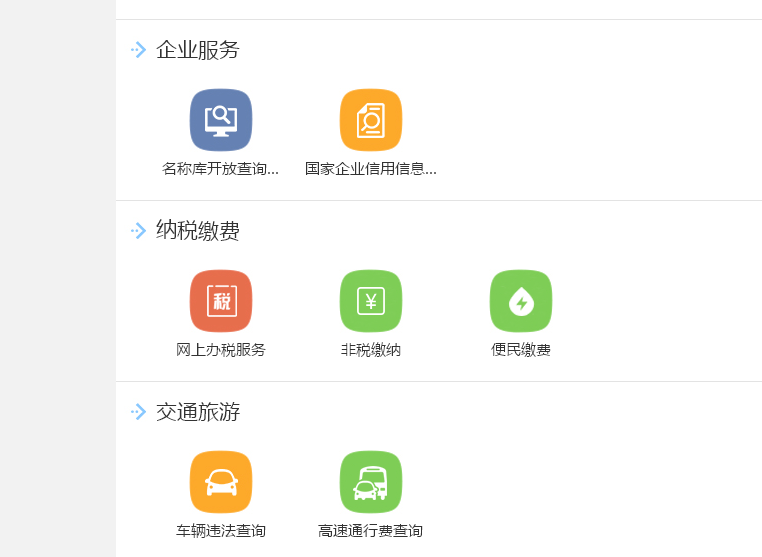 企业服务
名称库开放查询...
国家企业信用信息...
纳税缴费
税
¥
网上办税服务
非税缴纳
便民缴费
交通旅游
车辆违法查询
高速通行费查询